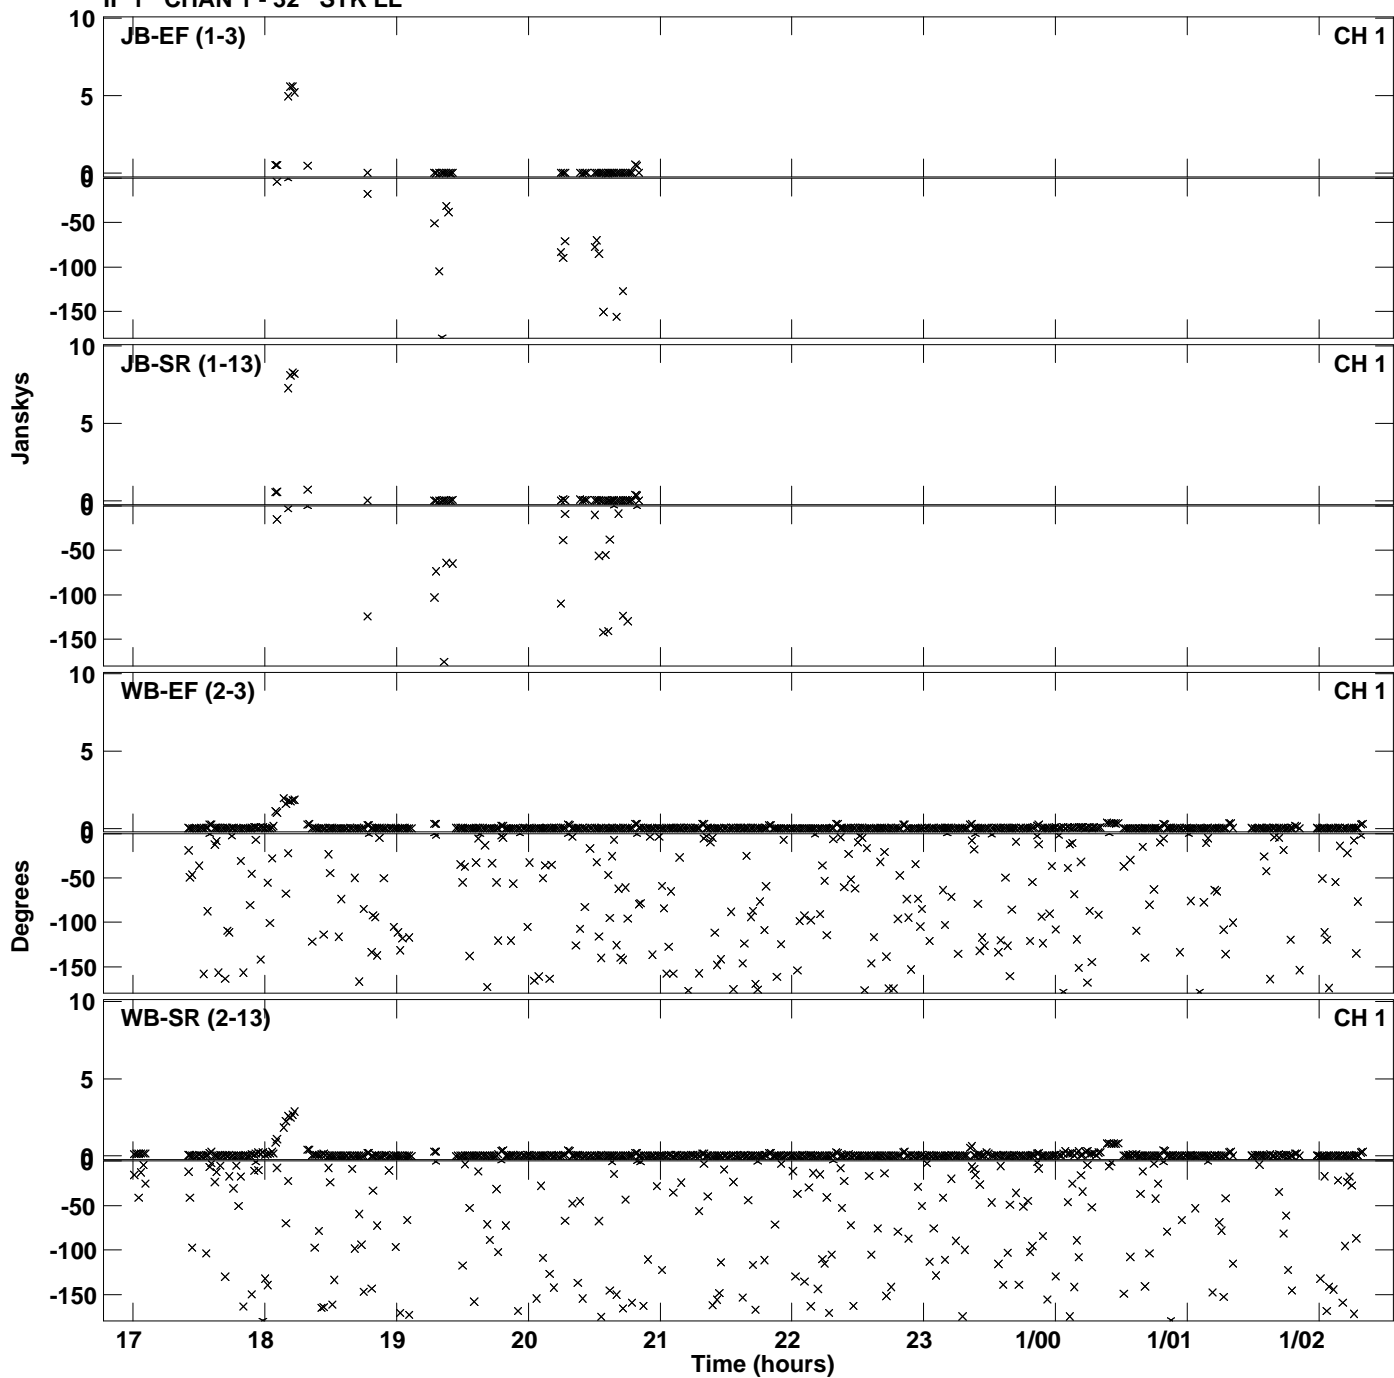 IF 1 CHAN 1 - 32 STK LL
10
JB-EF (1-3)
CH 1
5
0
0
-50
-100
-150
10
JB-SR (1-13)
CH 1
5
0
0
-50
-100
-150
Janskys
10
WB-EF (2-3)
CH 1
5
0
0
-50
-100
-150
Degrees
10
WB-SR (2-13)
CH 1
5
0
0
-50
-100
-150
17 18 19 20 21 22 23 1/00 1/01 1/02
Time (hours)